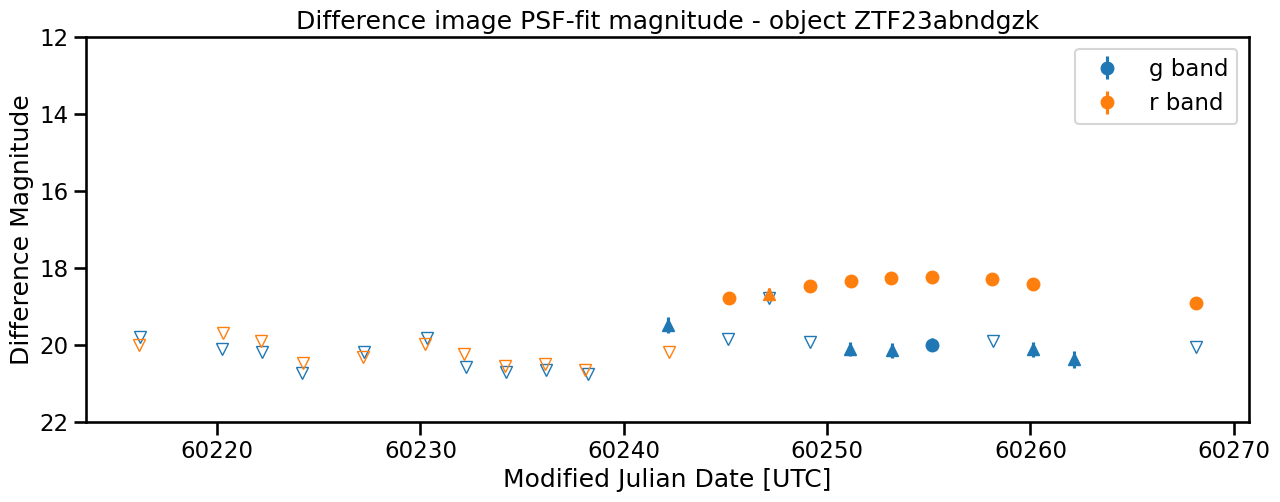 Difference image PSF-fit magnitude - object ZTF23abndgzk
12
14
16
18
20
22
Difference Magnitude
g band
r band
60220
60230
60240
60250
60260
60270
Modified Julian Date [UTC]